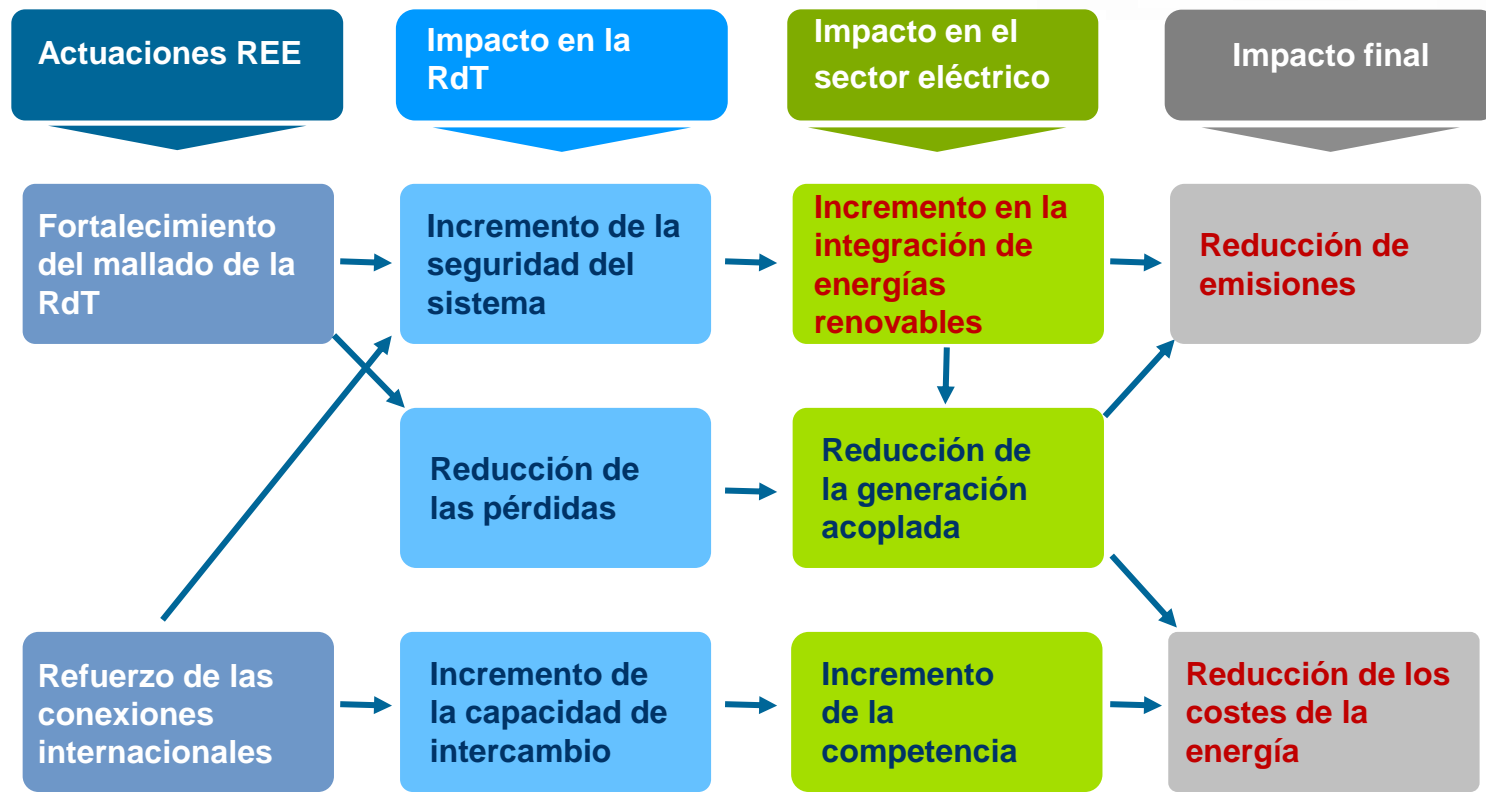 Actuaciones REE
Impacto en la
RdT
Impacto en el
sector eléctrico
Impacto final
Fortalecimiento
del mallado de la
RdT
Incremento de la
seguridad del
sistema
Incremento en la
integración de
energías
renovables
Reducción de
emisiones
Reducción de
las pérdidas
Reducción de
la generación
acoplada
Refuerzo de las
conexiones
internacionales
Incremento de
la capacidad de
intercambio
Incremento
de la
competencia
Reducción de los
costes de la
energía